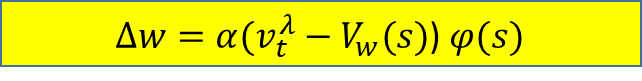 Δw = α(v_t^λ − V_w(s)) φ(s)